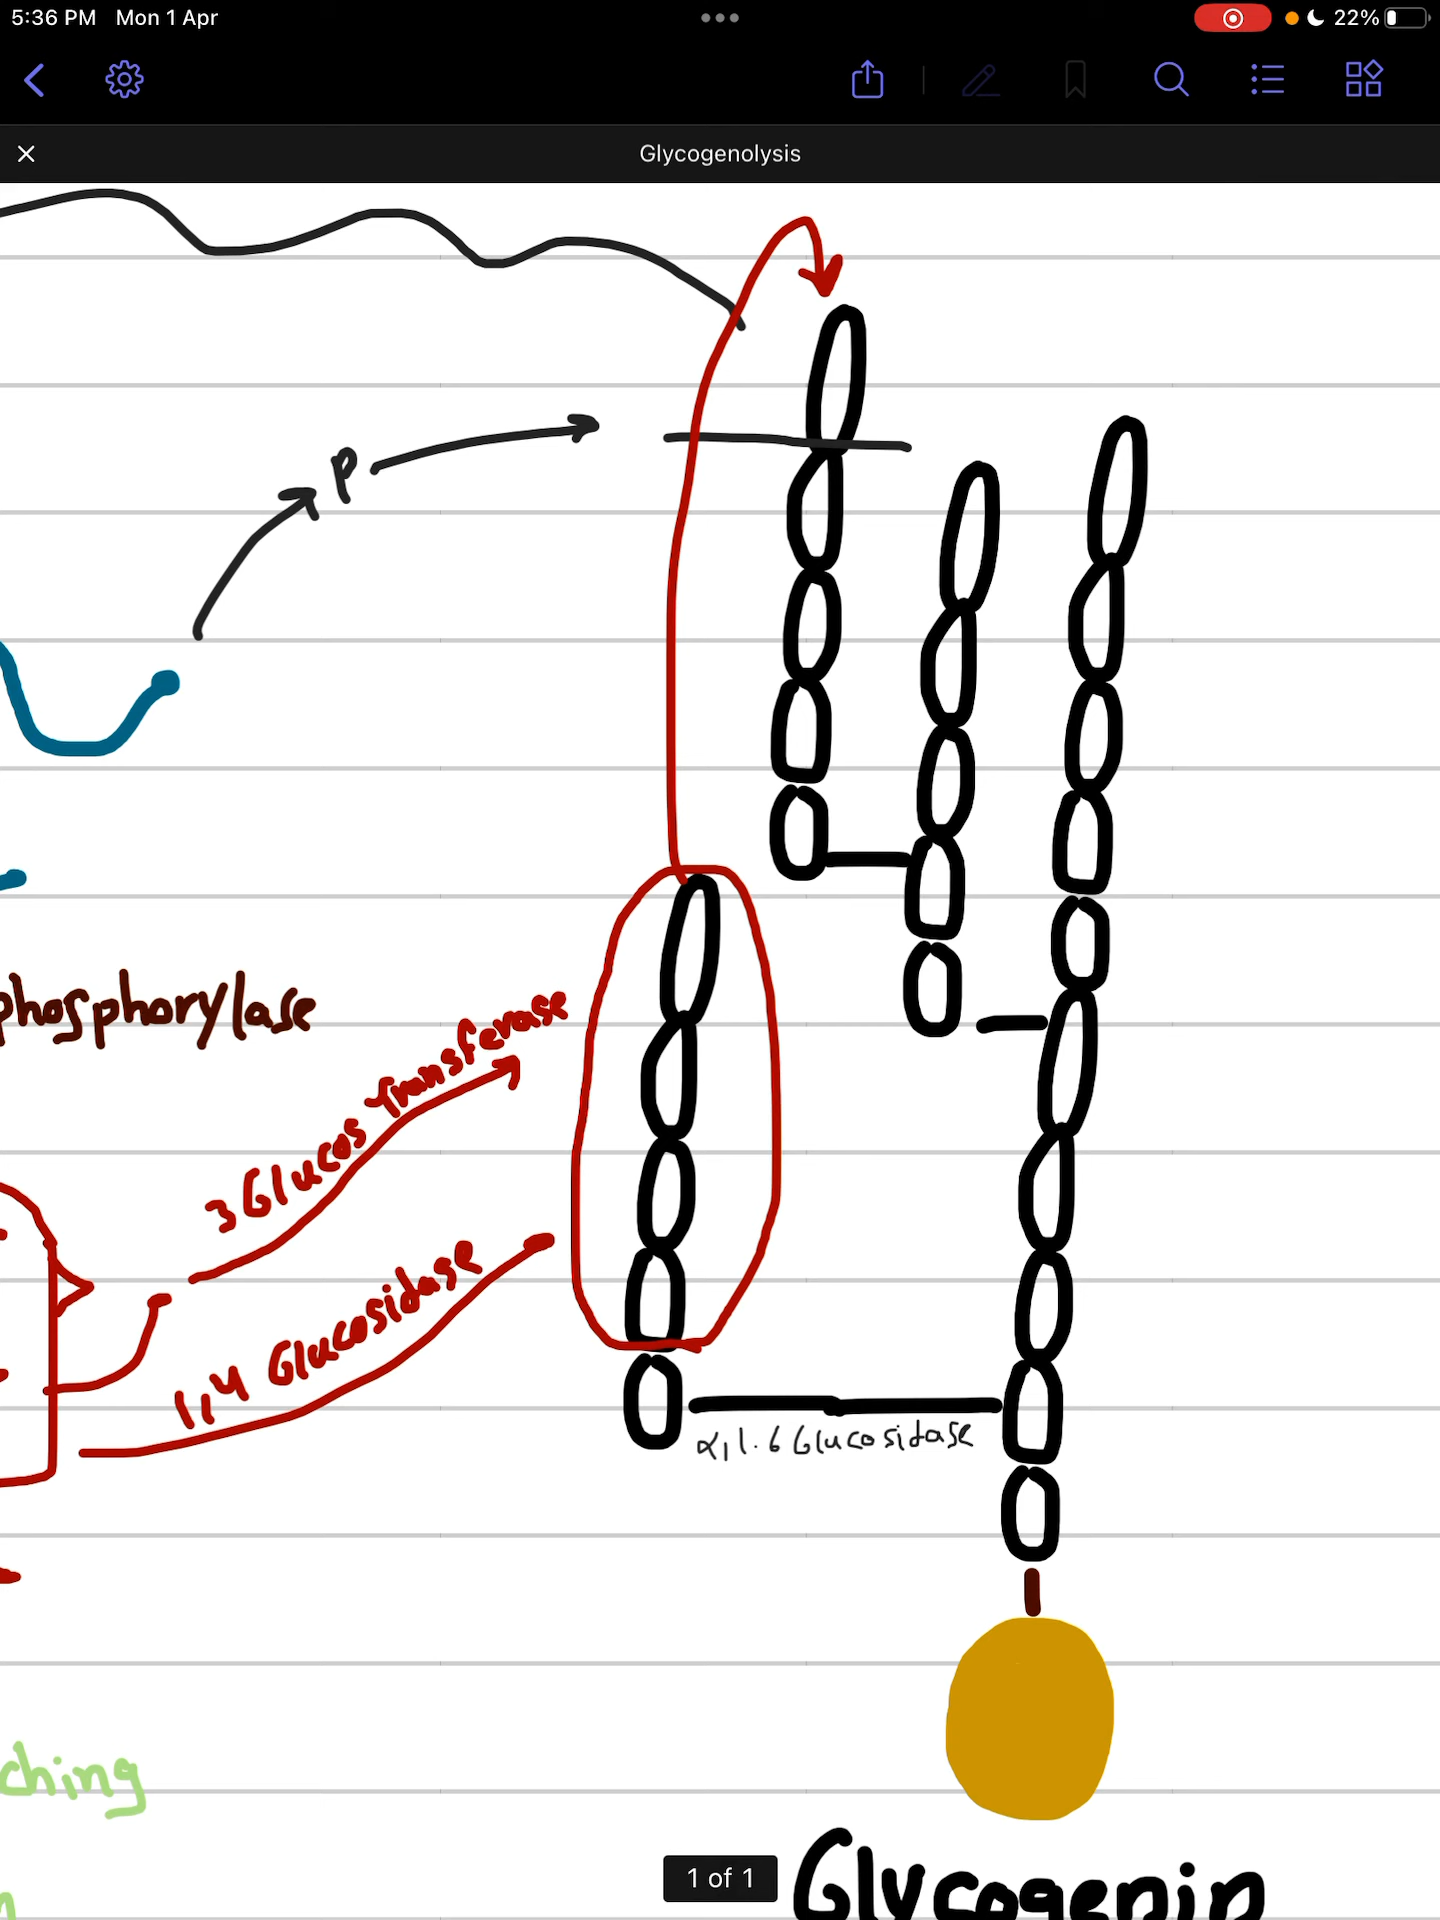 5:36 PM Mon 1 Apr
22%
Glycogenolysis
P
phosphorylase
3 Glucos Transferase
1,4 Glucosidase
α,1.6 Glucosidase
ching
1 of 1
Glycogenin